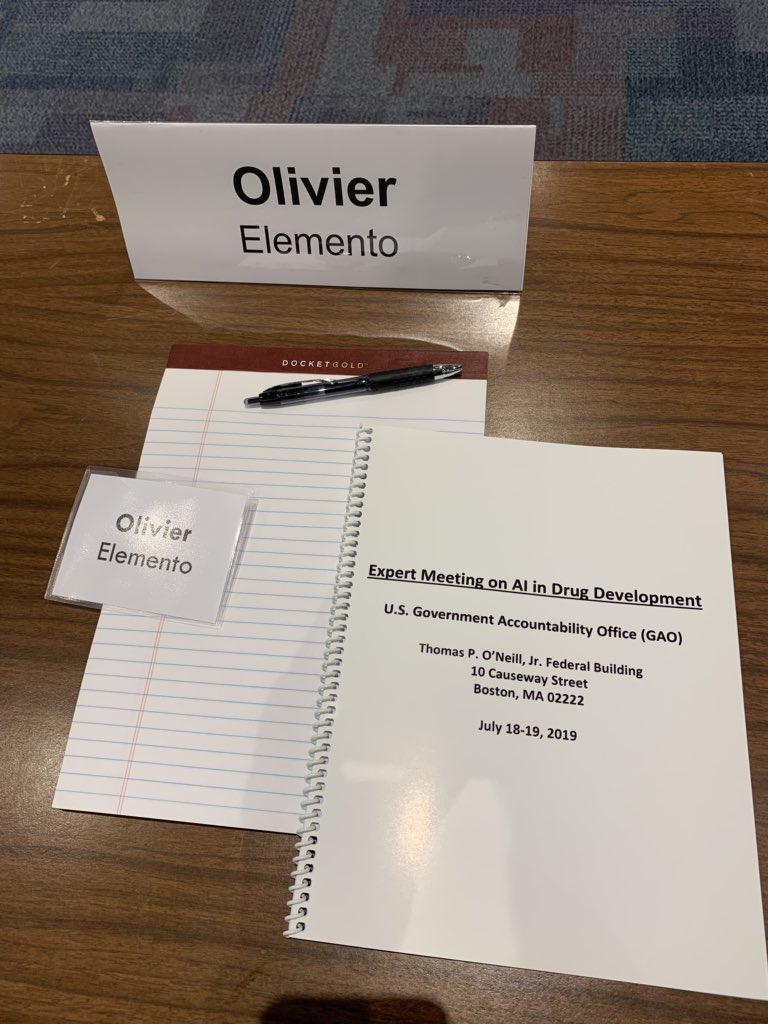 Olivier
Elemento
DOCKETGOLD™
Olivier
Elemento
Expert Meeting on AI in Drug Development
U.S. Government Accountability Office (GAO)
Thomas P. O'Neill, Jr. Federal Building
10 Causeway Street
Boston, MA 02222
July 18-19, 2019